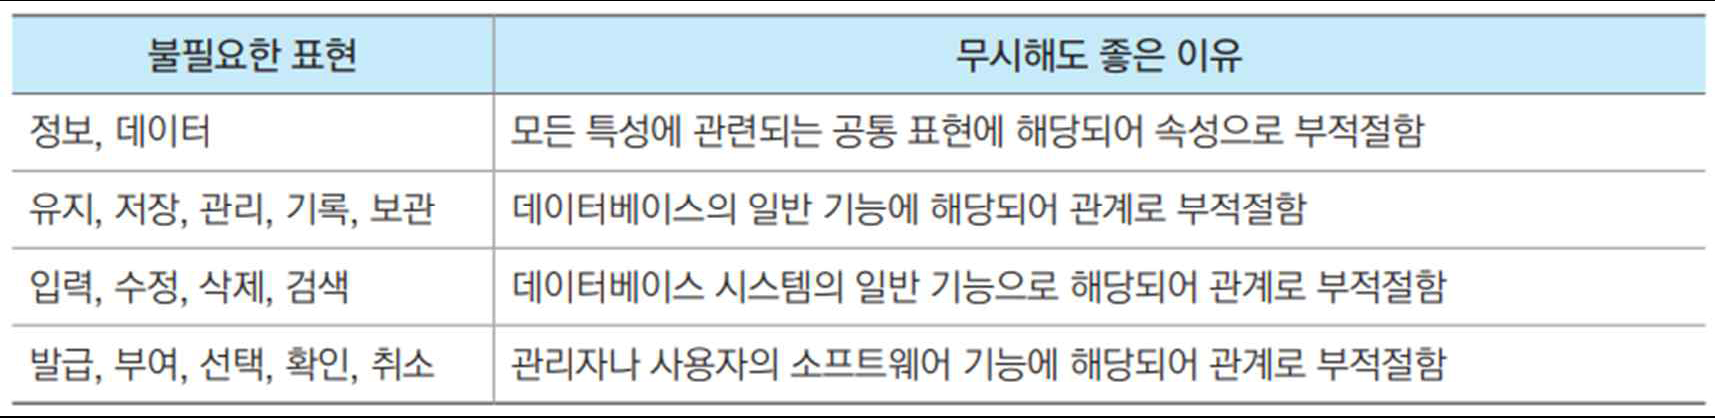 불필요한 표현 무시해도 좋은 이유
정보, 데이터 모든 특성에 관련되는 공통 표현에 해당되어 속성으로 부적절함
유지, 저장, 관리, 기록, 보관 데이터베이스의 일반 기능에 해당되어 관계로 부적절함
입력, 수정, 삭제, 검색 데이터베이스 시스템의 일반 기능으로 해당되어 관계로 부적절함
발급, 부여, 선택, 확인, 취소 관리자나 사용자의 소프트웨어 기능에 해당되어 관계로 부적절함